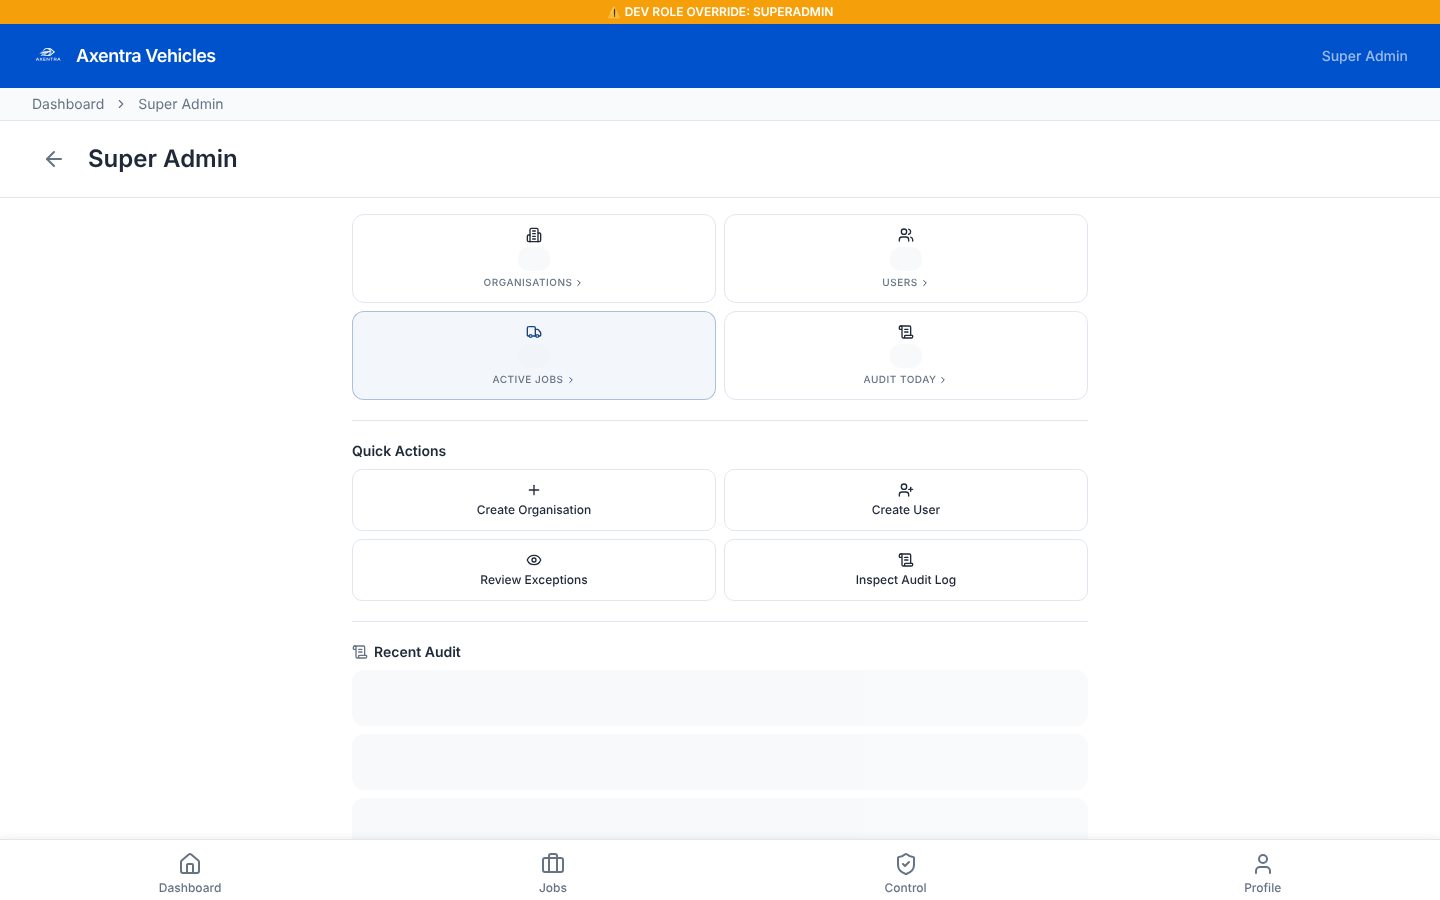 ⚠️ DEV ROLE OVERRIDE: SUPERADMIN
AXENTRA
Axentra Vehicles
Super Admin
Dashboard > Super Admin
Super Admin
ORGANISATIONS >
USERS >
ACTIVE JOBS >
AUDIT TODAY >
Quick Actions
Create Organisation
Create User
Review Exceptions
Inspect Audit Log
Recent Audit
Dashboard
Jobs
Control
Profile